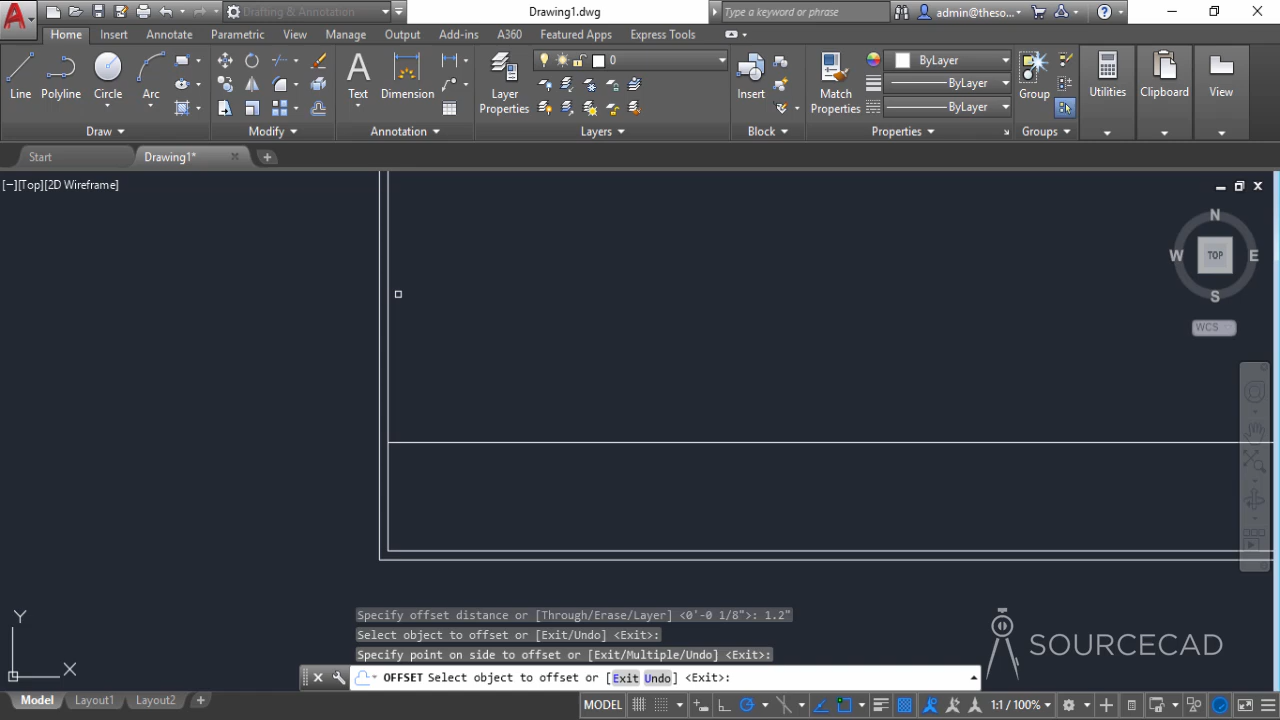 Drafting & Annotation
Drawing1.dwg
Type a keyword or phrase
admin@theso...
Home Insert Annotate Parametric View Manage Output Add-ins A360 Featured Apps Express Tools
Line Polyline Circle Arc
Draw
Modify
Text Dimension
Annotation
Layer
Properties
0
Layers
Insert
Block
Match
Properties
ByLayer
ByLayer
ByLayer
Properties
Group
Groups
Utilities
Clipboard
View
Start Drawing1*
[−][Top][2D Wireframe]
N
W TOP E
S
WCS
Y
X
Specify offset distance or [Through/Erase/Layer] <0'-0 1/8">: 1.2"
Select object to offset or [Exit/Undo] <Exit>:
Specify point on side to offset or [Exit/Multiple/Undo] <Exit>:
OFFSET Select object to offset or [Exit Undo] <Exit>:
SOURCECAD
Model Layout1 Layout2
MODEL 1:1 / 100%